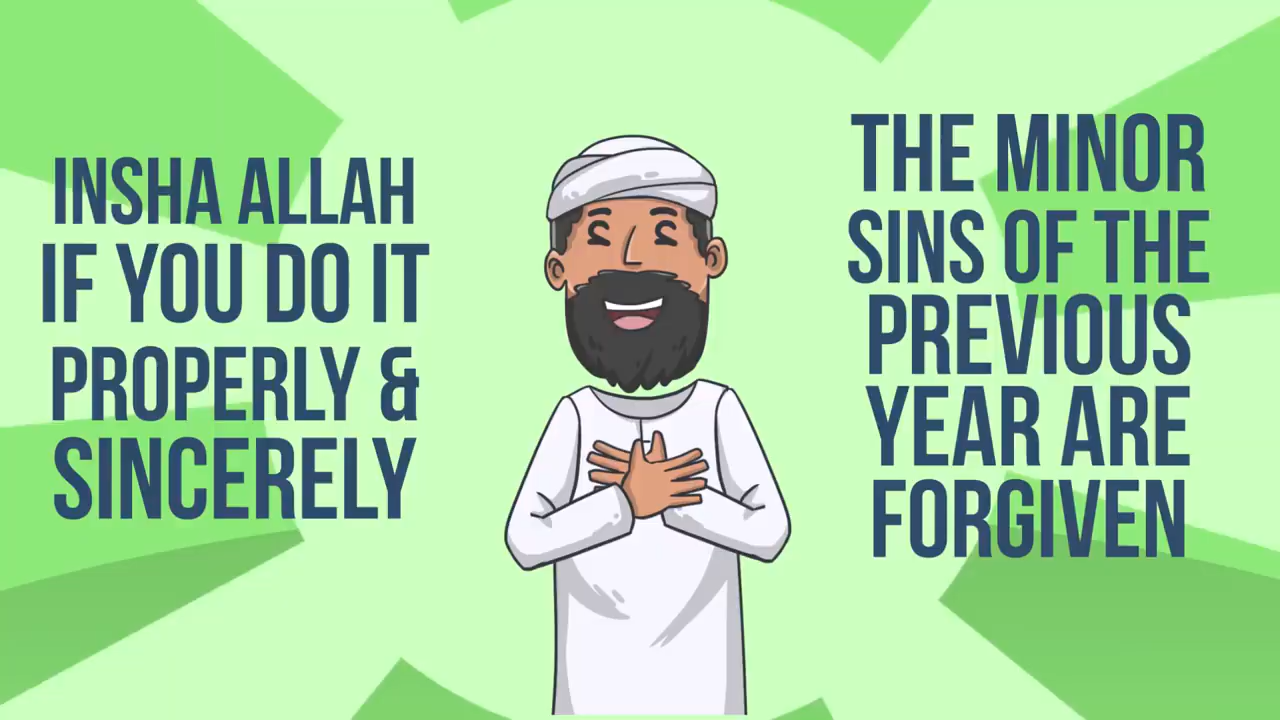 INSHA ALLAH
IF YOU DO IT
PROPERLY &
SINCERELY
THE MINOR
SINS OF THE
PREVIOUS
YEAR ARE
FORGIVEN